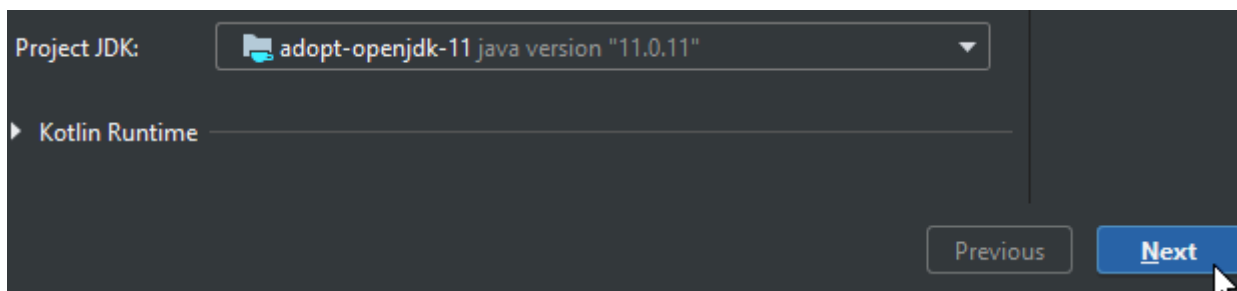 Project JDK: adopt-openjdk-11 java version "11.0.11"
Kotlin Runtime
Previous Next